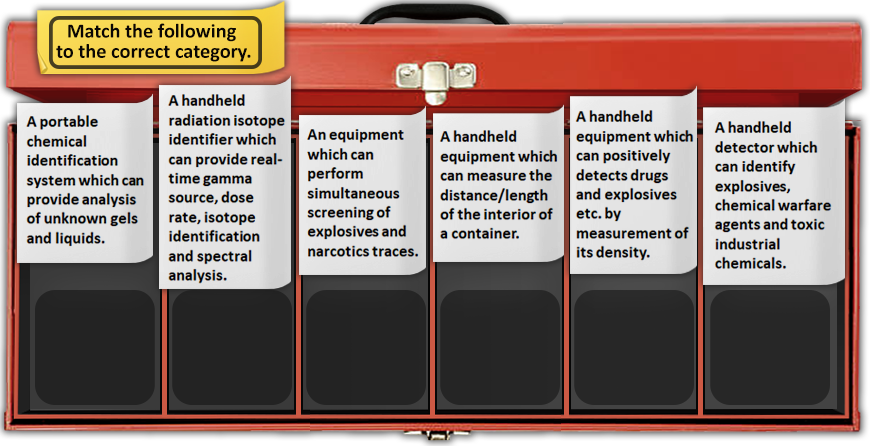 Match the following
to the correct category.
A portable
chemical
identification
system which can
provide analysis
of unknown gels
and liquids.
A handheld
radiation isotope
identifier which
can provide real-
time gamma
source, dose
rate, isotope
identification
and spectral
analysis.
An equipment
which can
perform
simultaneous
screening of
explosives and
narcotics traces.
A handheld
equipment which
can measure the
distance/length
of the interior of
a container.
A handheld
equipment which
can positively
detects drugs
and explosives
etc. by
measurement of
its density.
A handheld
detector which
can identify
explosives,
chemical warfare
agents and toxic
industrial
chemicals.